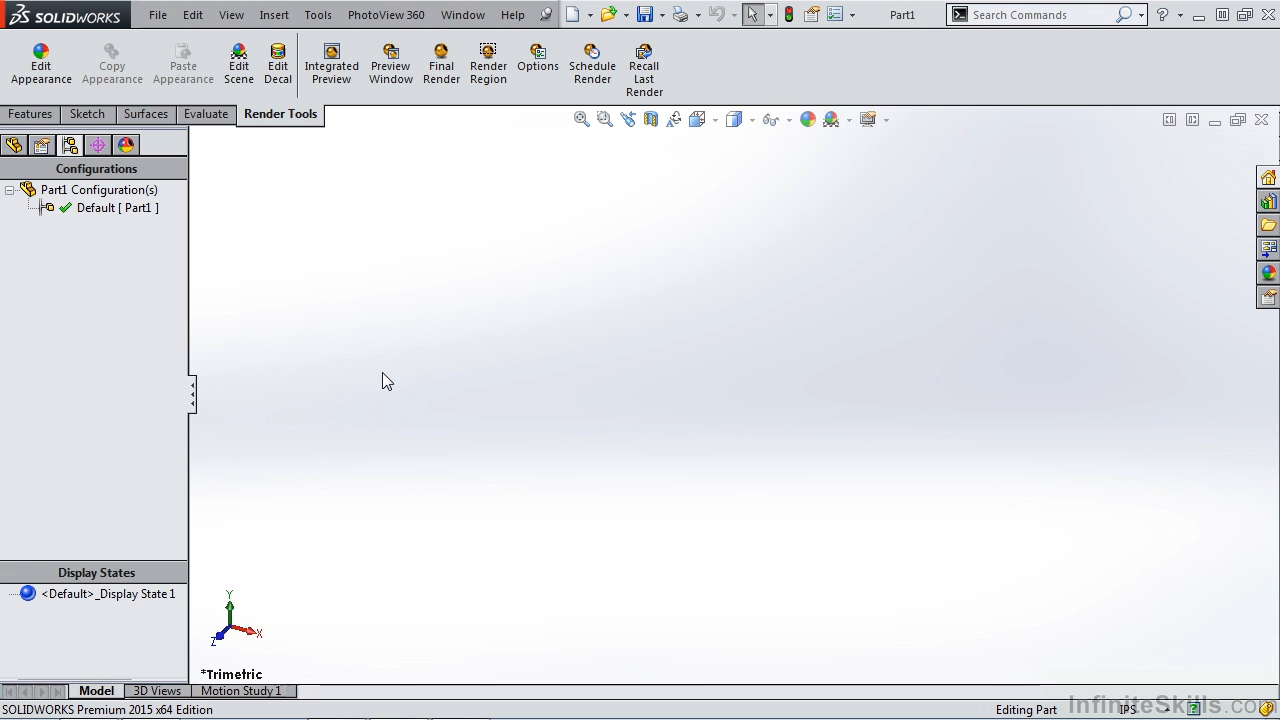 SOLIDWORKS File Edit View Insert Tools PhotoView 360 Window Help Part1 Search Commands
Edit Appearance
Copy Appearance
Paste Appearance
Edit Scene
Edit Decal
Integrated Preview
Preview Window
Final Render
Render Region
Options
Schedule Render
Recall Last Render
Features Sketch Surfaces Evaluate Render Tools
Configurations
Part1 Configuration(s)
Default [ Part1 ]
Display States
<Default>_Display State 1
Y
X
Z
*Trimetric
Model 3D Views Motion Study 1
SOLIDWORKS Premium 2015 x64 Edition Editing Part IPS
InfiniteSkills.com